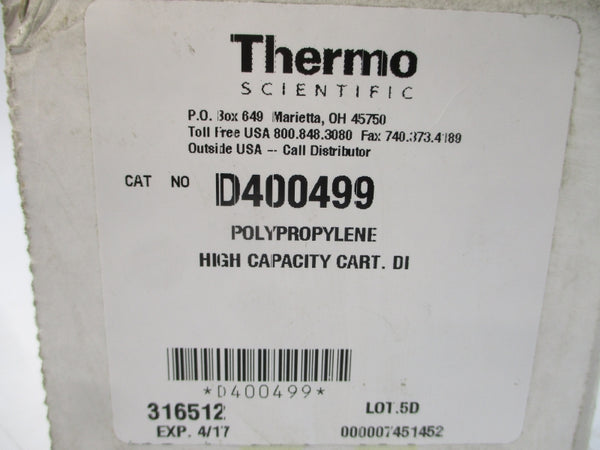 Thermo
SCIENTIFIC
P.O. Box 649 Marietta, OH 45750
Toll Free USA 800.848.3080 Fax 740.373.4189
Outside USA -- Call Distributor
CAT NO D400499
POLYPROPYLENE
HIGH CAPACITY CART. DI
*D400499*
316512 LOT.5D
EXP. 4/17 000007451452